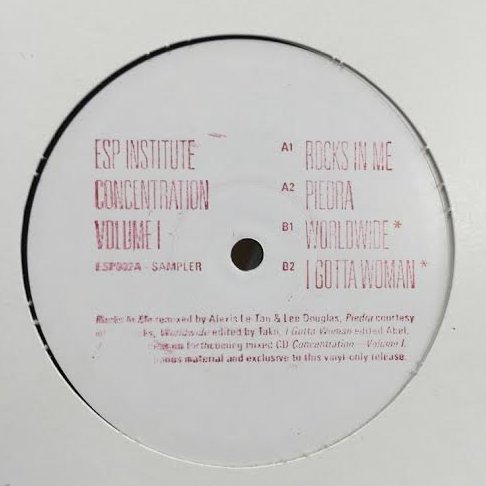 ESP INSTITUTE
CONCENTRATION
VOLUME I
ESP002A - SAMPLER
A1 ROCKS IN ME
A2 PIEDRA
B1 WORLDWIDE *
B2 I GOTTA WOMAN *
Rocks In Me remixed by Alexis Le Tan & Lee Douglas, Piedra courtesy
Worldwide edited by Tako, I Gotta Woman edited Abel,
forthcoming mixed CD Concentration—Volume I.
material and exclusive to this vinyl-only release.